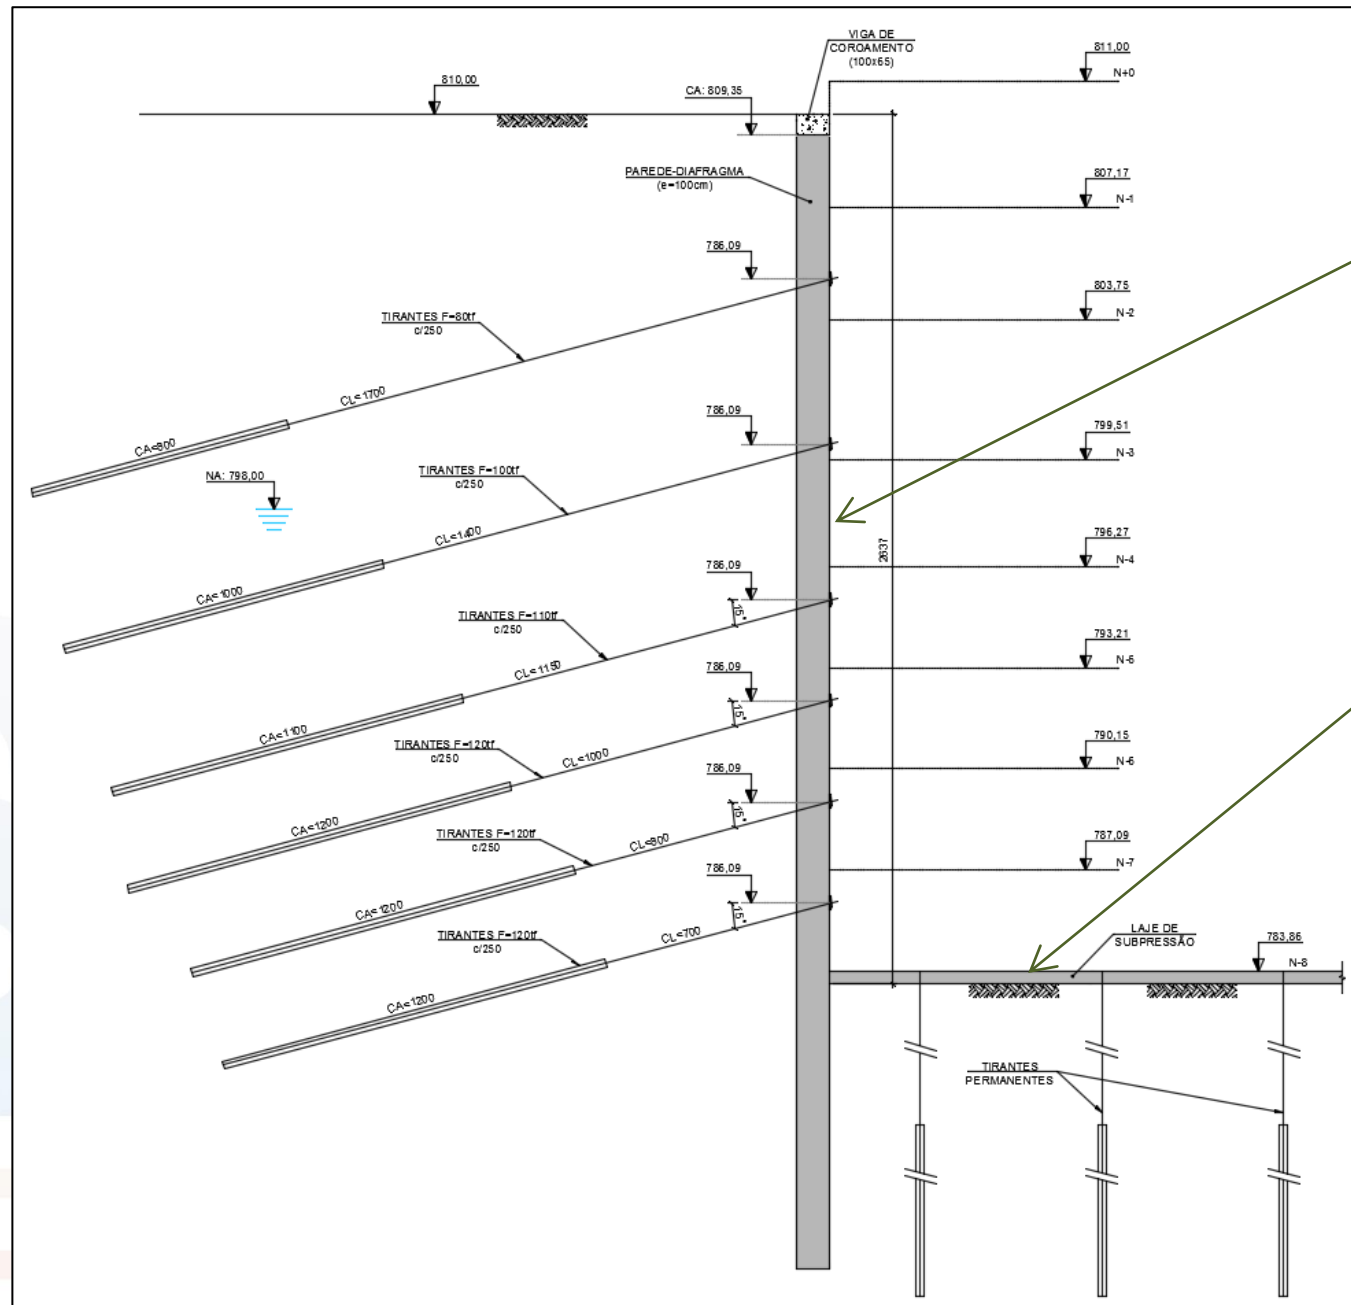 VIGA DE
COROAMENTO
(100x65)
811,00
N+0
810,00
CA: 809,35
PAREDE-DIAFRAGMA
(e=100cm)
807,17
N-1
786,09
803,75
N-2
TIRANTES F=80tf
c/250
CL=1700
CA=800
786,09
799,51
N-3
NA: 798,00
TIRANTES F=100tf
c/250
CL=1400
CA=1000
2637
796,27
N-4
786,09
15°
TIRANTES F=110tf
c/250
CL=1150
CA=1100
793,21
N-5
786,09
15°
TIRANTES F=120tf
c/250
CL=1000
CA=1200
790,15
N-6
786,09
15°
TIRANTES F=120tf
c/250
CL=800
CA=1200
787,09
N-7
786,09
15°
TIRANTES F=120tf
c/250
CL=700
CA=1200
LAJE DE
SUBPRESSÃO
783,86
N-8
TIRANTES
PERMANENTES